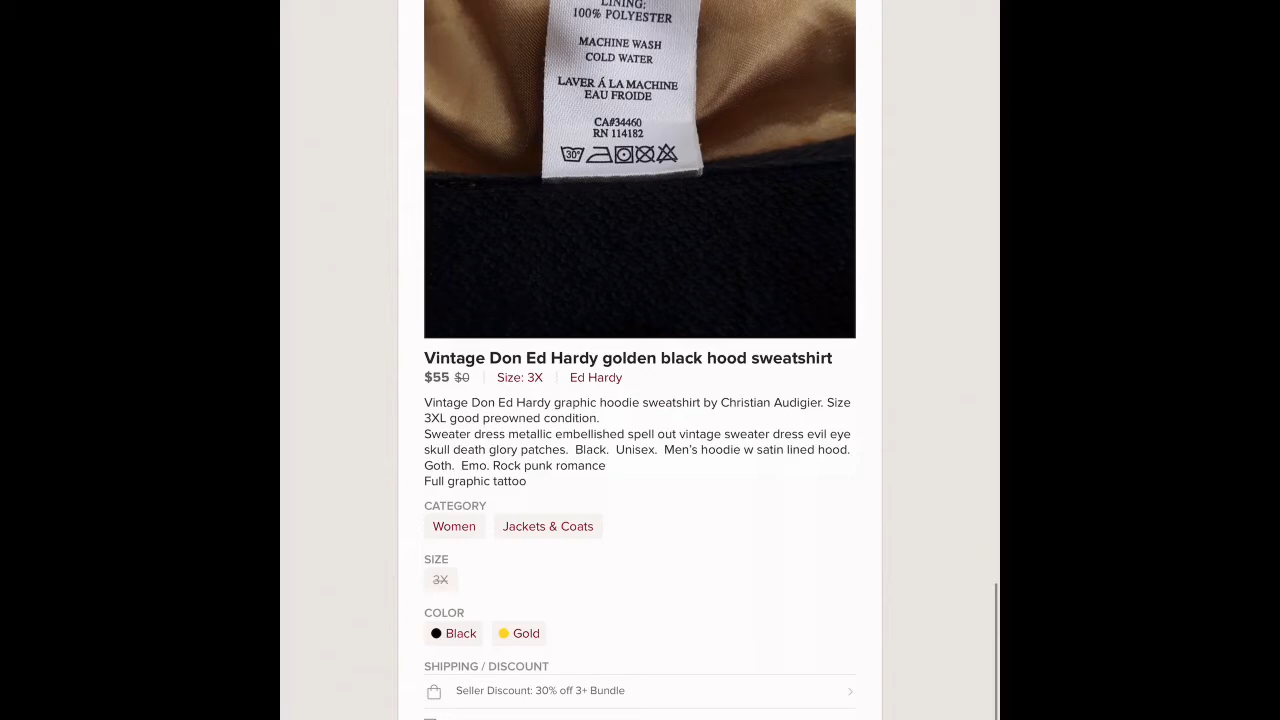 LINING:
100% POLYESTER
MACHINE WASH
COLD WATER
LAVER Á LA MACHINE
EAU FROIDE
CA#34460
RN 114182
30°
Vintage Don Ed Hardy golden black hood sweatshirt
$55 $0 Size: 3X Ed Hardy
Vintage Don Ed Hardy graphic hoodie sweatshirt by Christian Audigier. Size
3XL good preowned condition.
Sweater dress metallic embellished spell out vintage sweater dress evil eye
skull death glory patches. Black. Unisex. Men’s hoodie w satin lined hood.
Goth. Emo. Rock punk romance
Full graphic tattoo
CATEGORY
Women Jackets & Coats
SIZE
3X
COLOR
Black Gold
SHIPPING / DISCOUNT
Seller Discount: 30% off 3+ Bundle